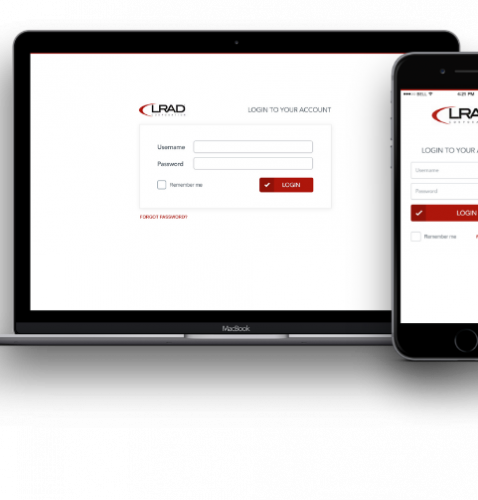 LRAD
CORPORATION
LOGIN TO YOUR ACCOUNT
Username
Password
Remember me
LOGIN
FORGOT PASSWORD?
MacBook
BELL
4:21 PM
LRA
LOGIN TO YOUR
Username
Password
LOGIN
Remember me